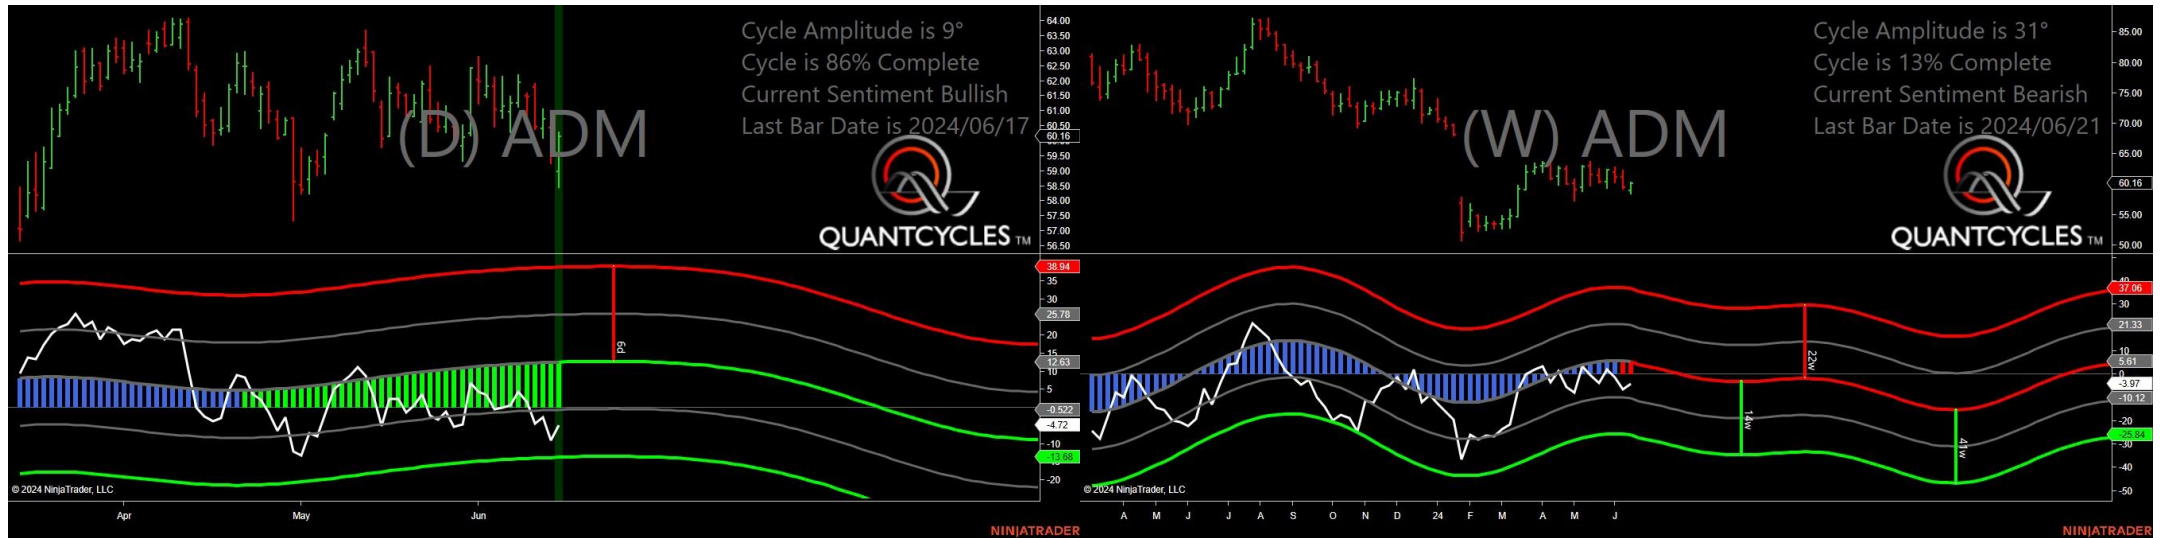 Cycle Amplitude is 9°
Cycle is 86% Complete
Current Sentiment Bullish
Last Bar Date is 2024/06/17
(D) ADM
QUANTCYCLES TM
64.00
63.50
63.00
62.50
62.00
61.50
61.00
60.50
60.16
59.50
59.00
58.50
58.00
57.50
57.00
56.50
38.94
35
30
25.78
20
15
12.63
10
5
-0.522
-4.72
-10
-13.68
-20
6d
© 2024 NinjaTrader, LLC
Apr May Jun
NINJATRADER
Cycle Amplitude is 31°
Cycle is 13% Complete
Current Sentiment Bearish
Last Bar Date is 2024/06/21
(W) ADM
QUANTCYCLES TM
85.00
80.00
75.00
70.00
65.00
60.16
55.00
50.00
40
37.06
30
21.33
10
5.61
0
-3.97
-10.12
-20
-25.84
-30
-40
-50
22w
14w
41w
© 2024 NinjaTrader, LLC
A M J J A S O N D 24 F M A M J
NINJATRADER